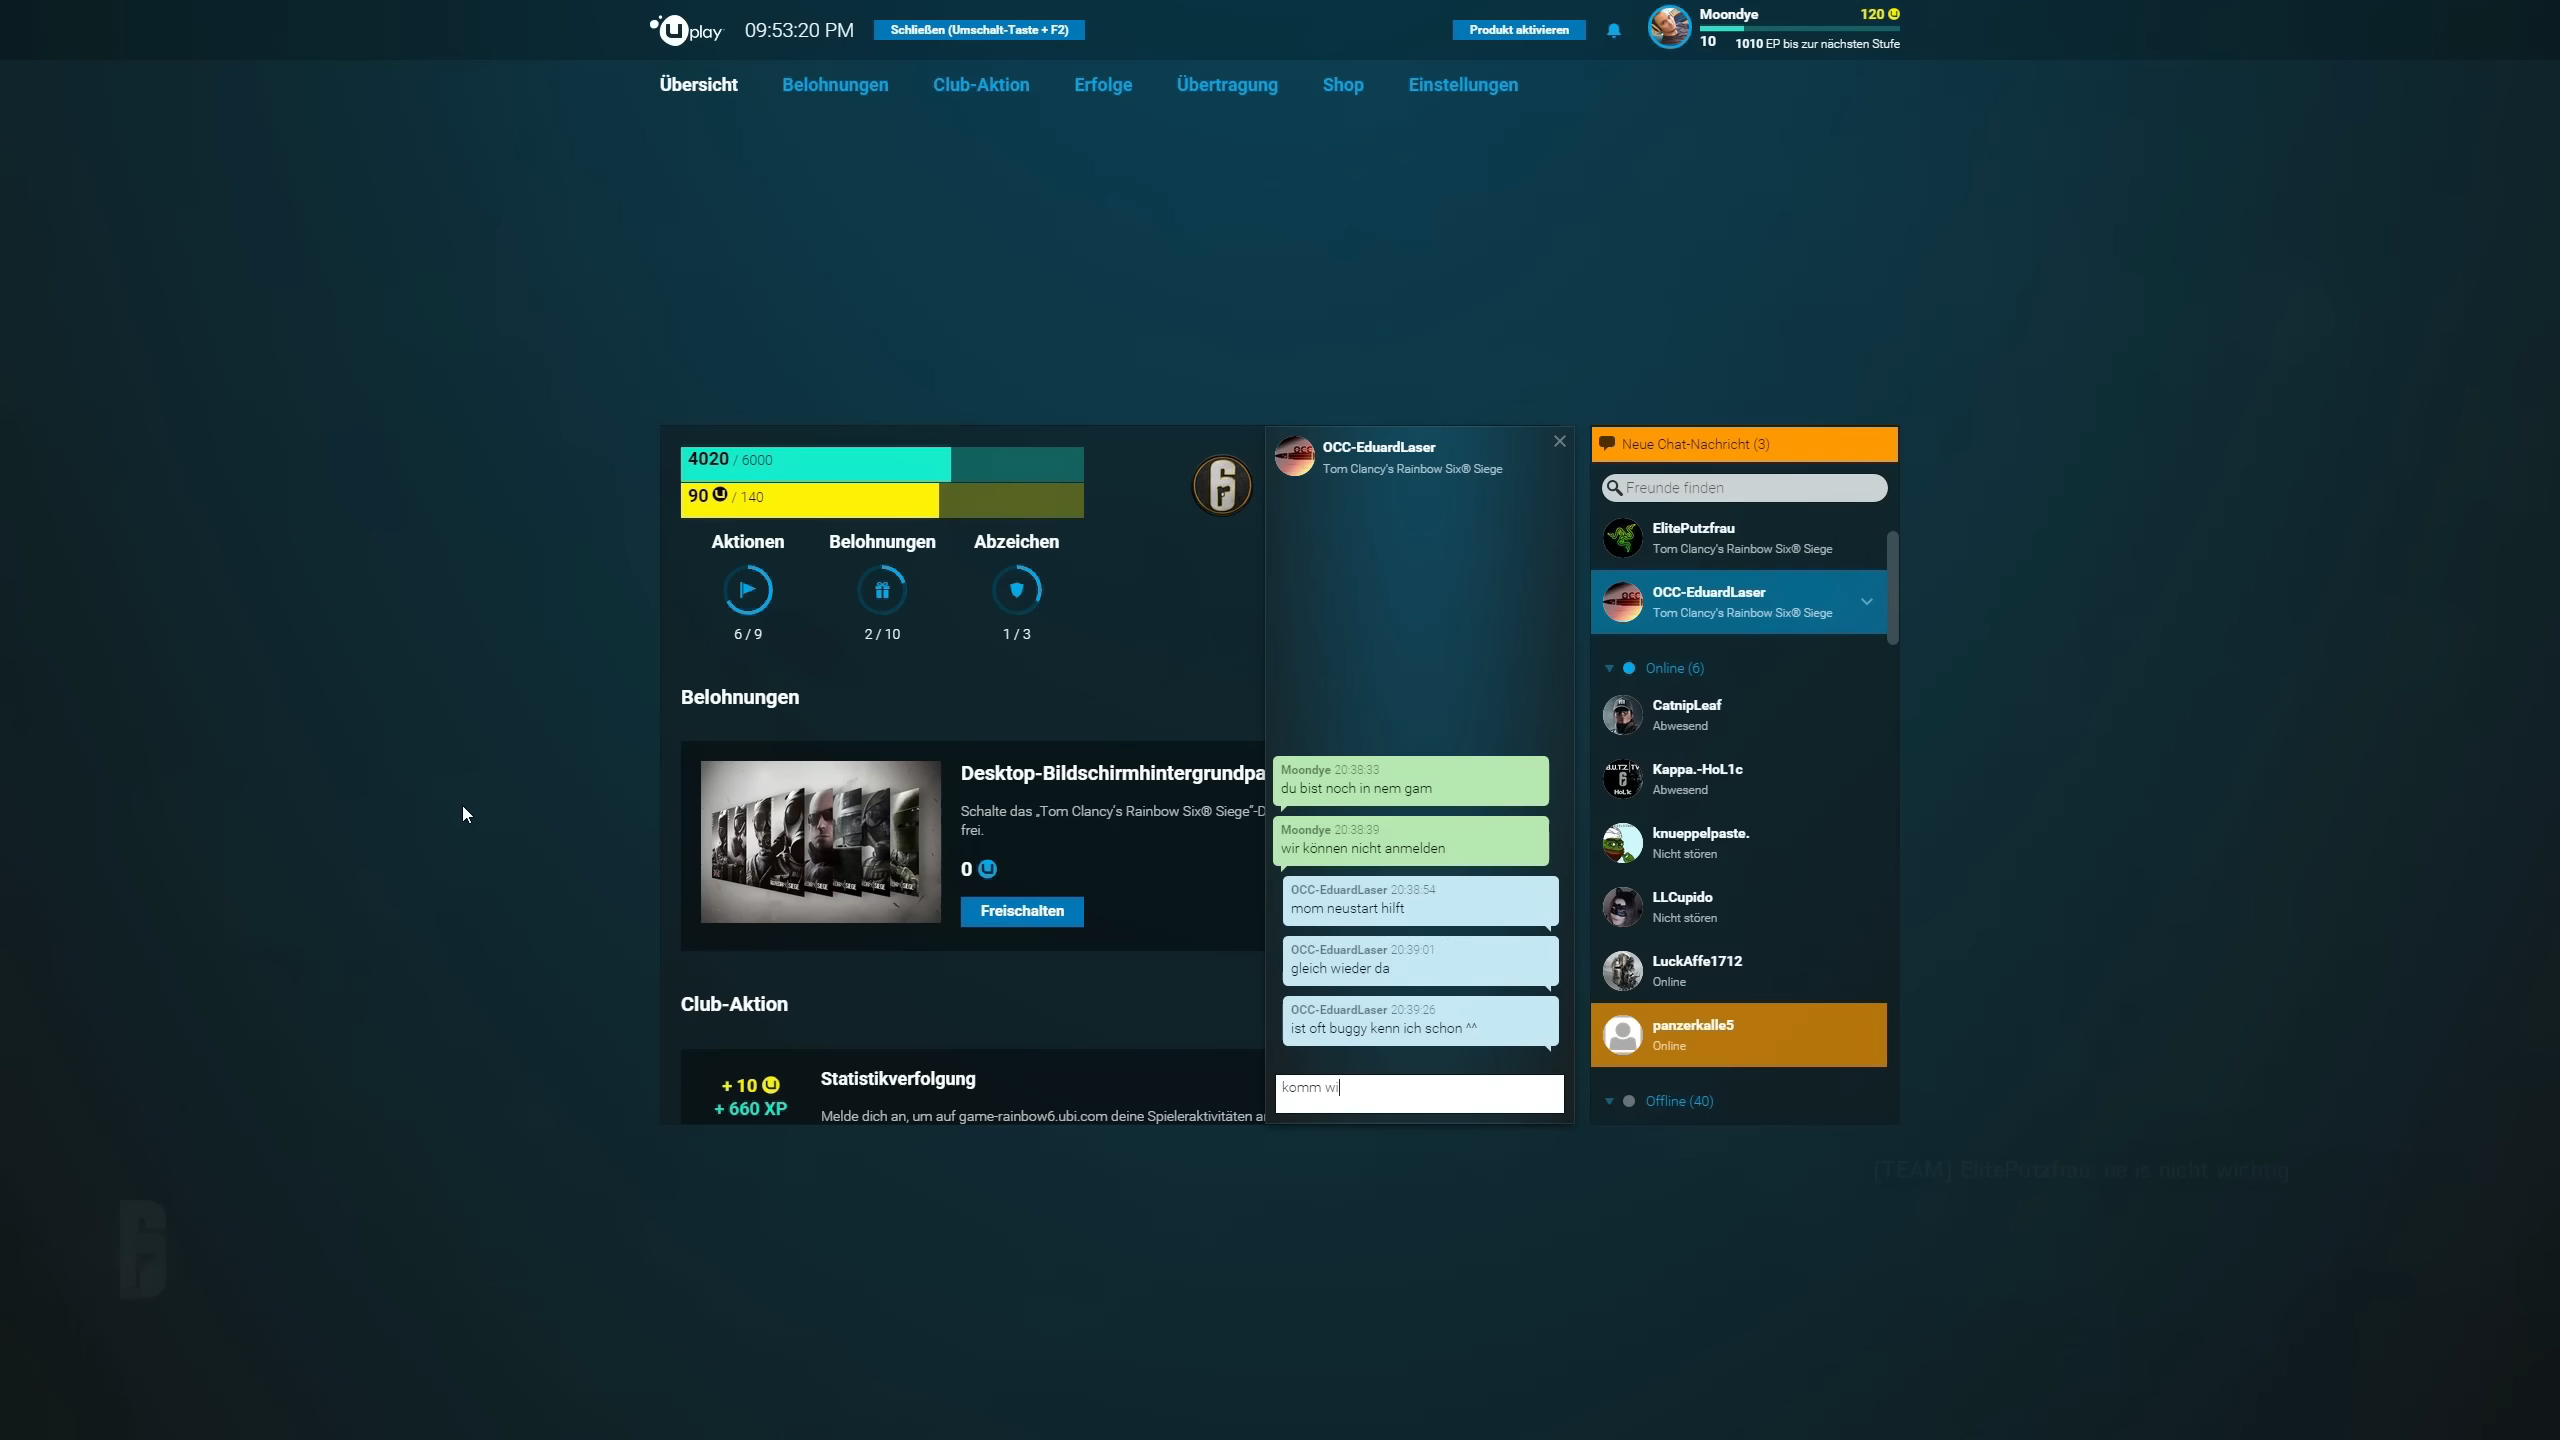 uplay
09:53:20 PM
Schließen (Umschalt-Taste + F2)
Produkt aktivieren
Moondye
120
10
1010 EP bis zur nächsten Stufe
Übersicht
Belohnungen
Club-Aktion
Erfolge
Übertragung
Shop
Einstellungen
4020 / 6000
90 / 140
Aktionen
Belohnungen
Abzeichen
6 / 9
2 / 10
1 / 3
Belohnungen
Desktop-Bildschirmhintergrundpa
Schalte das „Tom Clancy's Rainbow Six® Siege"-D
frei.
0
Freischalten
Club-Aktion
+ 10
+ 660 XP
Statistikverfolgung
Melde dich an, um auf game-rainbow6.ubi.com deine Spieleraktivitäten a
OCC-EduardLaser
Tom Clancy's Rainbow Six® Siege
Moondye 20:38:33
du bist noch in nem gam
Moondye 20:38:39
wir können nicht anmelden
OCC-EduardLaser 20:38:54
mom neustart hilft
OCC-EduardLaser 20:39:01
gleich wieder da
OCC-EduardLaser 20:39:26
ist oft buggy kenn ich schon ^^
komm wi
Neue Chat-Nachricht (3)
Freunde finden
ElitePutzfrau
Tom Clancy's Rainbow Six® Siege
OCC-EduardLaser
Tom Clancy's Rainbow Six® Siege
Online (6)
CatnipLeaf
Abwesend
Kappa.-HoL1c
Abwesend
knueppelpaste.
Nicht stören
LLCupido
Nicht stören
LuckAffe1712
Online
panzerkalle5
Online
Offline (40)
[TEAM] ElitePutzfrau: ne is nicht wichtig